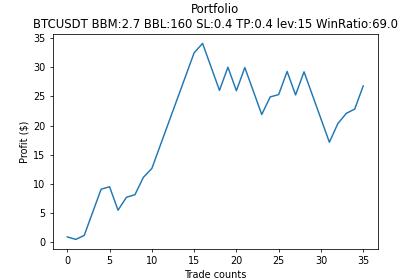 Portfolio
BTCUSDT BBM:2.7 BBL:160 SL:0.4 TP:0.4 lev:15 WinRatio:69.0
35
30
25
20
15
10
5
0
Profit ($)
0 5 10 15 20 25 30 35
Trade counts